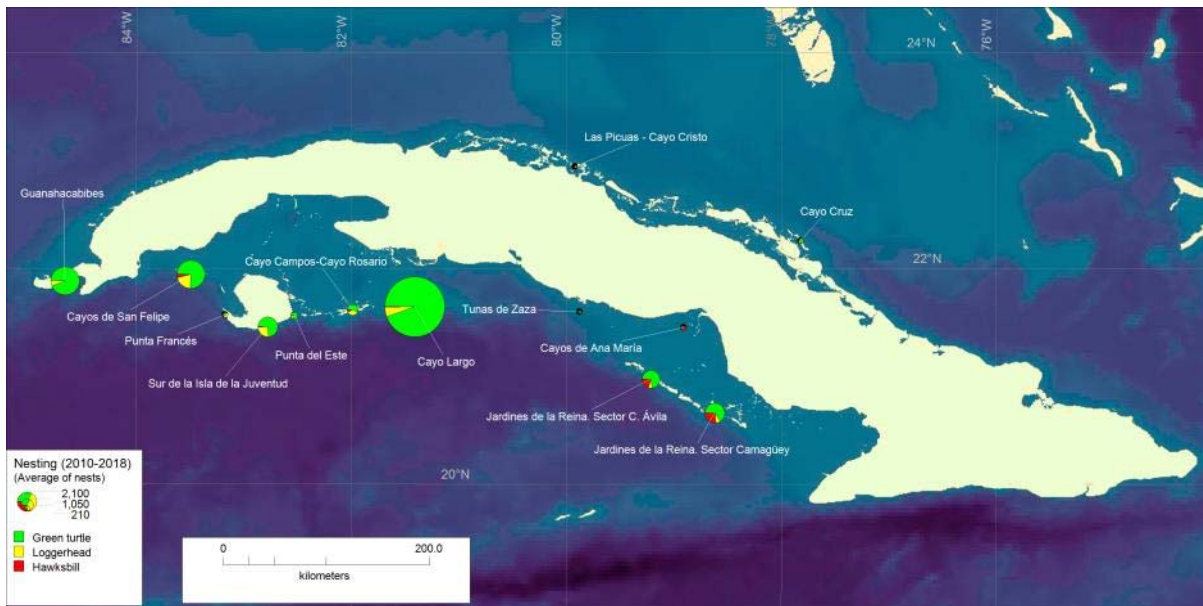 84°W
82°W
80°W
78°W
76°W
24°N
Las Picuas - Cayo Cristo
Guanahacabibes
Cayo Cruz
22°N
Cayo Campos-Cayo Rosario
Cayos de San Felipe
Tunas de Zaza
Punta Francés
Cayos de Ana María
Punta del Este
Cayo Largo
Sur de la Isla de la Juventud
Jardines de la Reina. Sector C. Ávila
Jardines de la Reina. Sector Camagüey
20°N
Nesting (2010-2018)
(Average of nests)
2,100
1,050
210
Green turtle
Loggerhead
Hawksbill
0 200.0
kilometers